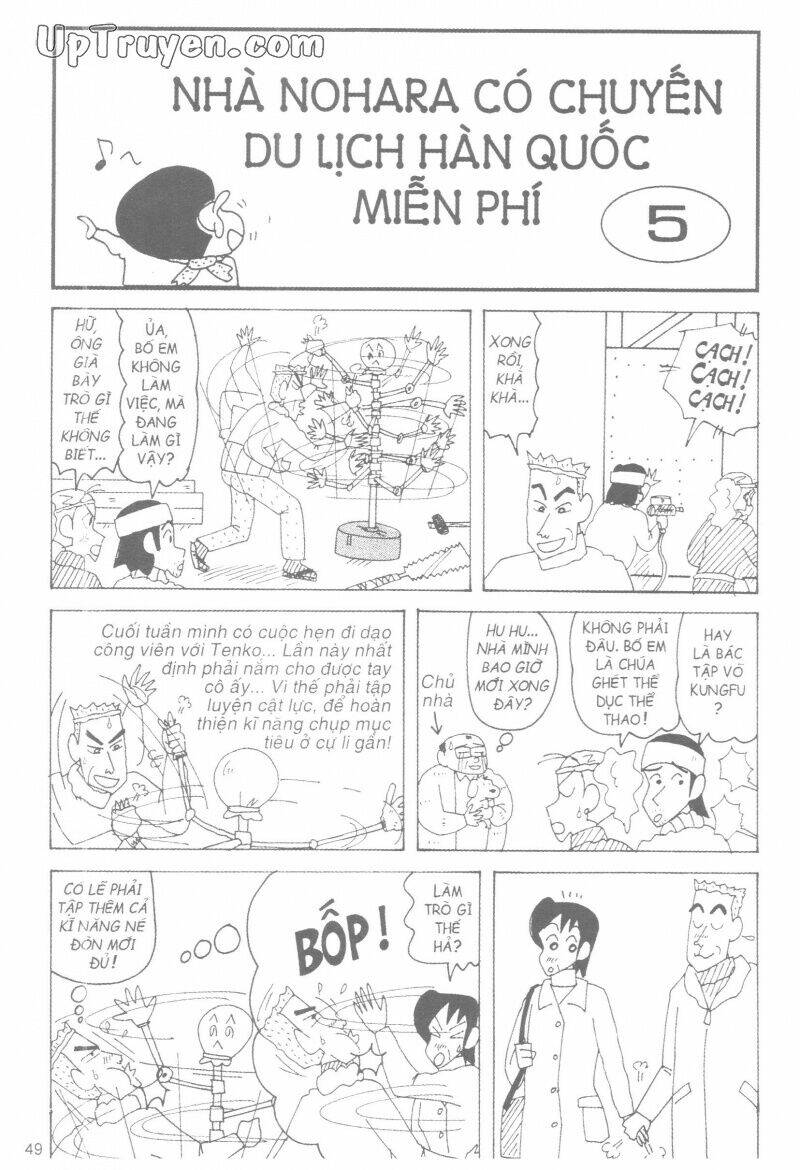 UpTruyen.com
NHÀ NOHARA CÓ CHUYẾN
DU LỊCH HÀN QUỐC
MIỄN PHÍ
5
HỮ,
ÔNG
GIÀ
BÀY
TRÒ GÌ
THẾ
KHÔNG
BIẾT...
ỦA,
BỐ EM
KHÔNG
LÀM
VIỆC, MÀ
ĐANG
LÀM GÌ
VẬY?
XONG
RỒI,
KHÀ
KHÀ...
CẠCH!
CẠCH!
CẠCH!
Cuối tuần mình có cuộc hẹn đi dạo
công viên với Tenko... Lần này nhất
định phải nắm cho được tay
cô ấy... Vì thế phải tập
luyện cật lực, để hoàn
thiện kĩ năng chụp mục
tiêu ở cự li gần!
Chủ
nhà
HU HU...
NHÀ MÌNH
BAO GIỜ
MỚI XONG
ĐÂY?
KHÔNG PHẢI
ĐÂU. BỐ EM
LÀ CHÚA
GHÉT THỂ
DỤC THỂ
THAO!
HAY
LÀ BÁC
TẬP VÕ
KUNGFU
?
CÓ LẼ PHẢI
TẬP THÊM CẢ
KĨ NĂNG NÉ
ĐÒN MỚI
ĐỦ!
BỐP!
LÀM
TRÒ GÌ
THẾ
HẢ?
49